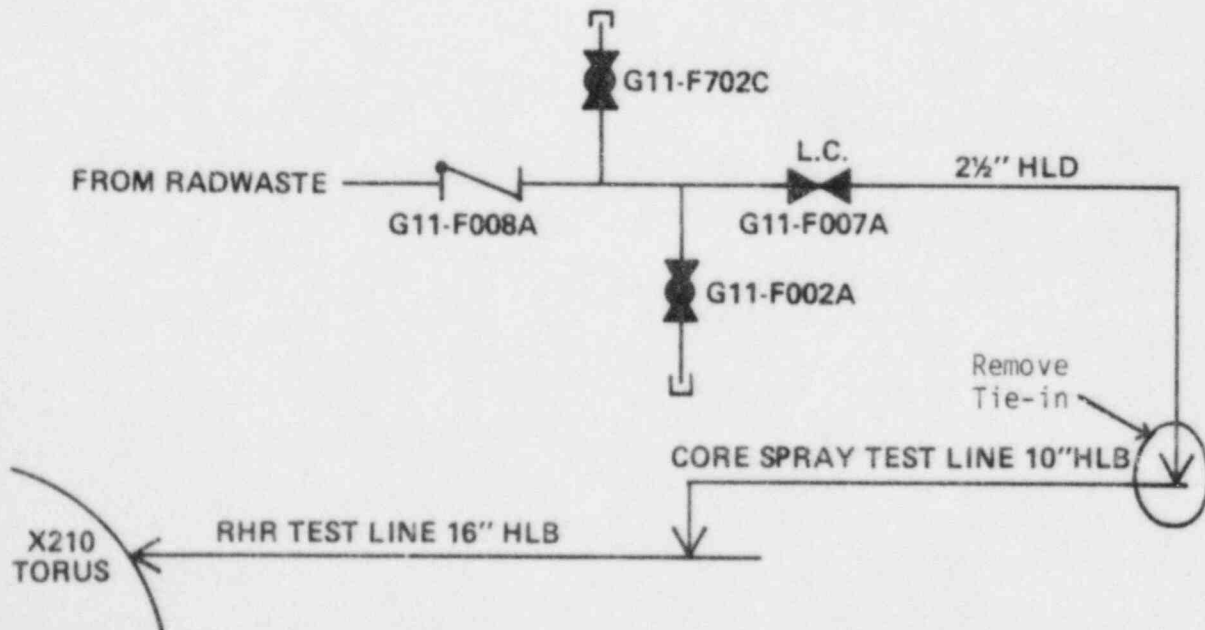 G11-F702C
FROM RADWASTE
G11-F008A
L.C.
G11-F007A
2½" HLD
G11-F002A
Remove
Tie-in
CORE SPRAY TEST LINE 10"HLB
RHR TEST LINE 16" HLB
X210
TORUS